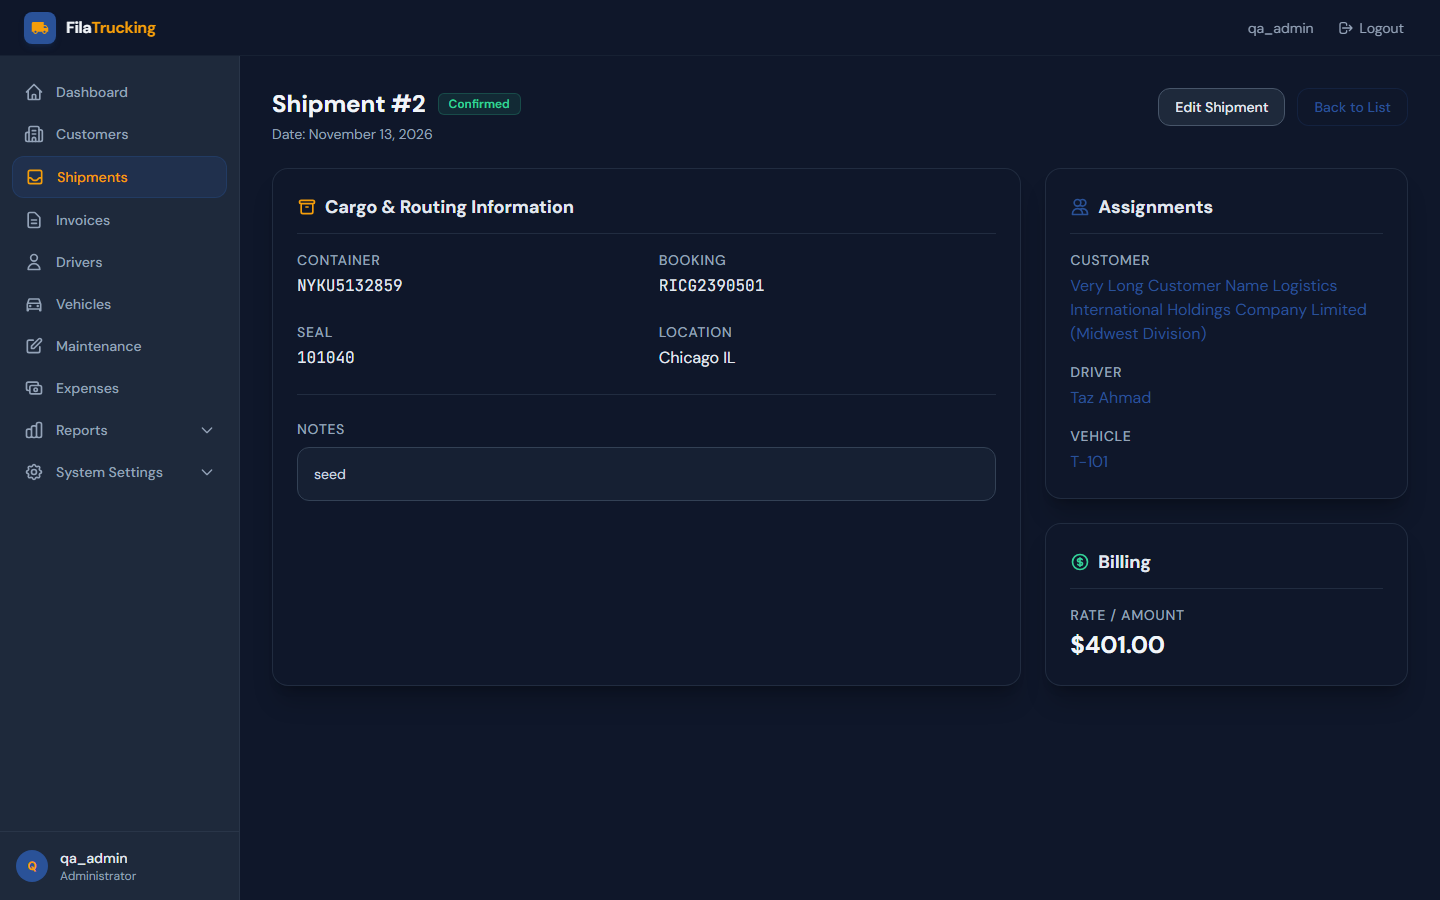 FilaTrucking
qa_admin
Logout
Dashboard
Customers
Shipments
Invoices
Drivers
Vehicles
Maintenance
Expenses
Reports
System Settings
qa_admin
Administrator
Q
Shipment #2
Confirmed
Date: November 13, 2026
Edit Shipment
Back to List
Cargo & Routing Information
CONTAINER
NYKU5132859
BOOKING
RICG2390501
SEAL
101040
LOCATION
Chicago IL
NOTES
seed
Assignments
CUSTOMER
Very Long Customer Name Logistics
International Holdings Company Limited
(Midwest Division)
DRIVER
Taz Ahmad
VEHICLE
T-101
Billing
RATE / AMOUNT
$401.00